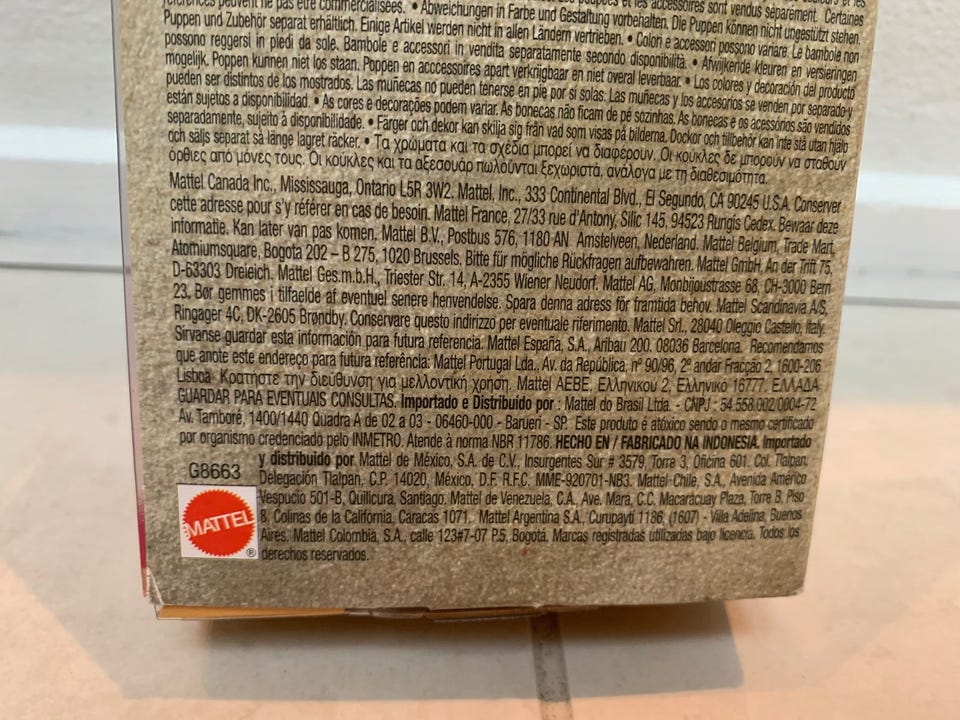 références peuvent ne pas être commercialisées. • Abweichungen in Farbe und Gestaltung vorbehalten. Die Puppen können nicht ungestützt stehen.
Puppen und Zubehör separat erhältlich. Einige Artikel werden nicht in allen Ländern vertrieben. • Colori e accessori possono variare. Le bambole non
possono reggersi in piedi da sole. Bambole e accessori in vendita separatamente secondo disponibilità. • Afwijkende kleuren en versieringen
mogelijk. Poppen kunnen niet los staan. Poppen en acccessoires apart verkrijgbaar en niet overal leverbaar. • Los colores y decoración del producto
pueden ser distintos de los mostrados. Las muñecas no pueden tenerse en pie por sí solas. Las muñecas y los accesorios se venden por separado y
están sujetos a disponibilidad. • As cores e decorações podem variar. As bonecas não ficam de pé sozinhas. As bonecas e os acessórios são vendidos
separadamente, sujeito à disponibilidade. • Färger och dekor kan skilja sig från vad som visas på bilderna. Dockor och tillbehör kan inte stå utan hjälp
och säljs separat så länge lagret räcker. • Τα χρώματα και τα σχέδια μπορεί να διαφέρουν. Οι κούκλες δε μπορούν να σταθούν
όρθιες από μόνες τους. Οι κούκλες και τα αξεσουάρ πωλούνται ξεχωριστά, ανάλογα με τη διαθεσιμότητα.
Mattel Canada Inc., Mississauga, Ontario L5R 3W2. Mattel, Inc., 333 Continental Blvd., El Segundo, CA 90245 U.S.A. Conserver
cette adresse pour s'y référer en cas de besoin. Mattel France, 27/33 rue d'Antony, Silic 145, 94523 Rungis Cedex. Bewaar deze
informatie. Kan later van pas komen. Mattel B.V., Postbus 576, 1180 AN Amstelveen, Nederland. Mattel Belgium, Trade Mart,
Atomiumsquare, Bogota 202 – B 275, 1020 Brussels. Bitte für mögliche Rückfragen aufbewahren. Mattel GmbH, An der Trift 75,
D-63303 Dreieich. Mattel Ges.m.b.H., Triester Str. 14, A-2355 Wiener Neudorf. Mattel AG, Monbijoustrasse 68, CH-3000 Bern
23. Bør gemmes i tilfaelde af eventuel senere henvendelse. Spara denna adress för framtida behov. Mattel Scandinavia A/S,
Ringager 4C, DK-2605 Brøndby. Conservare questo indirizzo per eventuale riferimento. Mattel Srl., 28040 Oleggio Castello, Italy.
Sirvanse guardar esta información para futura referencia: Mattel España, S.A., Aribau 200. 08036 Barcelona. Recomendamos
que anote este endereço para futura referência: Mattel Portugal Lda., Av. da República, nº 90/96, 2º andar Fracção 2, 1600-206
Lisboa. Κρατήστε την διεύθυνση για μελλοντική χρήση. Mattel AEBE, Ελληνικού 2, Ελληνικό 16777, ΕΛΛΑΔΑ
GUARDAR PARA EVENTUAIS CONSULTAS. Importado e Distribuido por : Mattel do Brasil Ltda. - CNPJ : 54.558.002/0004-72
Av. Tamboré, 1400/1440 Quadra A de 02 a 03 - 06460-000 - Barueri - SP. Este produto é atóxico sendo o mesmo certificado
por organismo credenciado pelo INMETRO. Atende à norma NBR 11786. HECHO EN / FABRICADO NA INDONESIA. Importado
y distribuido por Mattel de México, S.A. de C.V., Insurgentes Sur # 3579, Torre 3, Oficina 601. Col. Tlalpan,
Delegación Tlalpan. C.P. 14020, México, D.F. R.F.C. MME-920701-NB3. Mattel Chile, S.A., Avenida Américo
Vespucio 501-B, Quilicura, Santiago. Mattel de Venezuela, C.A., Ave. Mara, C.C. Macaracuay Plaza, Torre B. Piso
8, Colinas de la California, Caracas 1071. Mattel Argentina S.A., Curupayti 1186, (1607) - Villa Adelina, Buenos
Aires. Mattel Colombia, S.A., calle 123#7-07 P.5, Bogotá. Marcas registradas utilizadas bajo licencia. Todos los
derechos reservados.
G8663
MATTEL
®